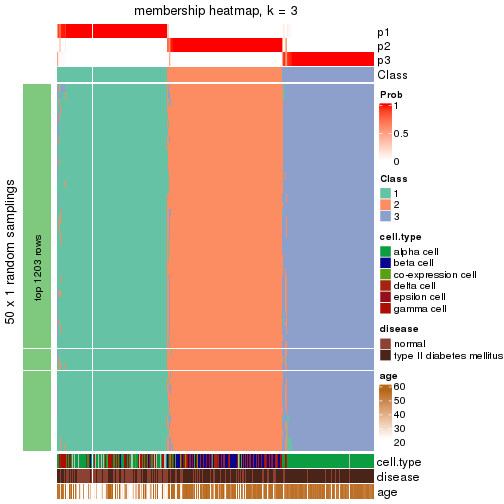 membership heatmap, k = 3
p1
p2
p3
Class
50 x 1 random samplings
top 1203 rows
cell.type
disease
age
Prob
1
0.5
0
Class
1
2
3
cell.type
alpha cell
beta cell
co-expression cell
delta cell
epsilon cell
gamma cell
disease
normal
type II diabetes mellitus
age
60
50
40
30
20